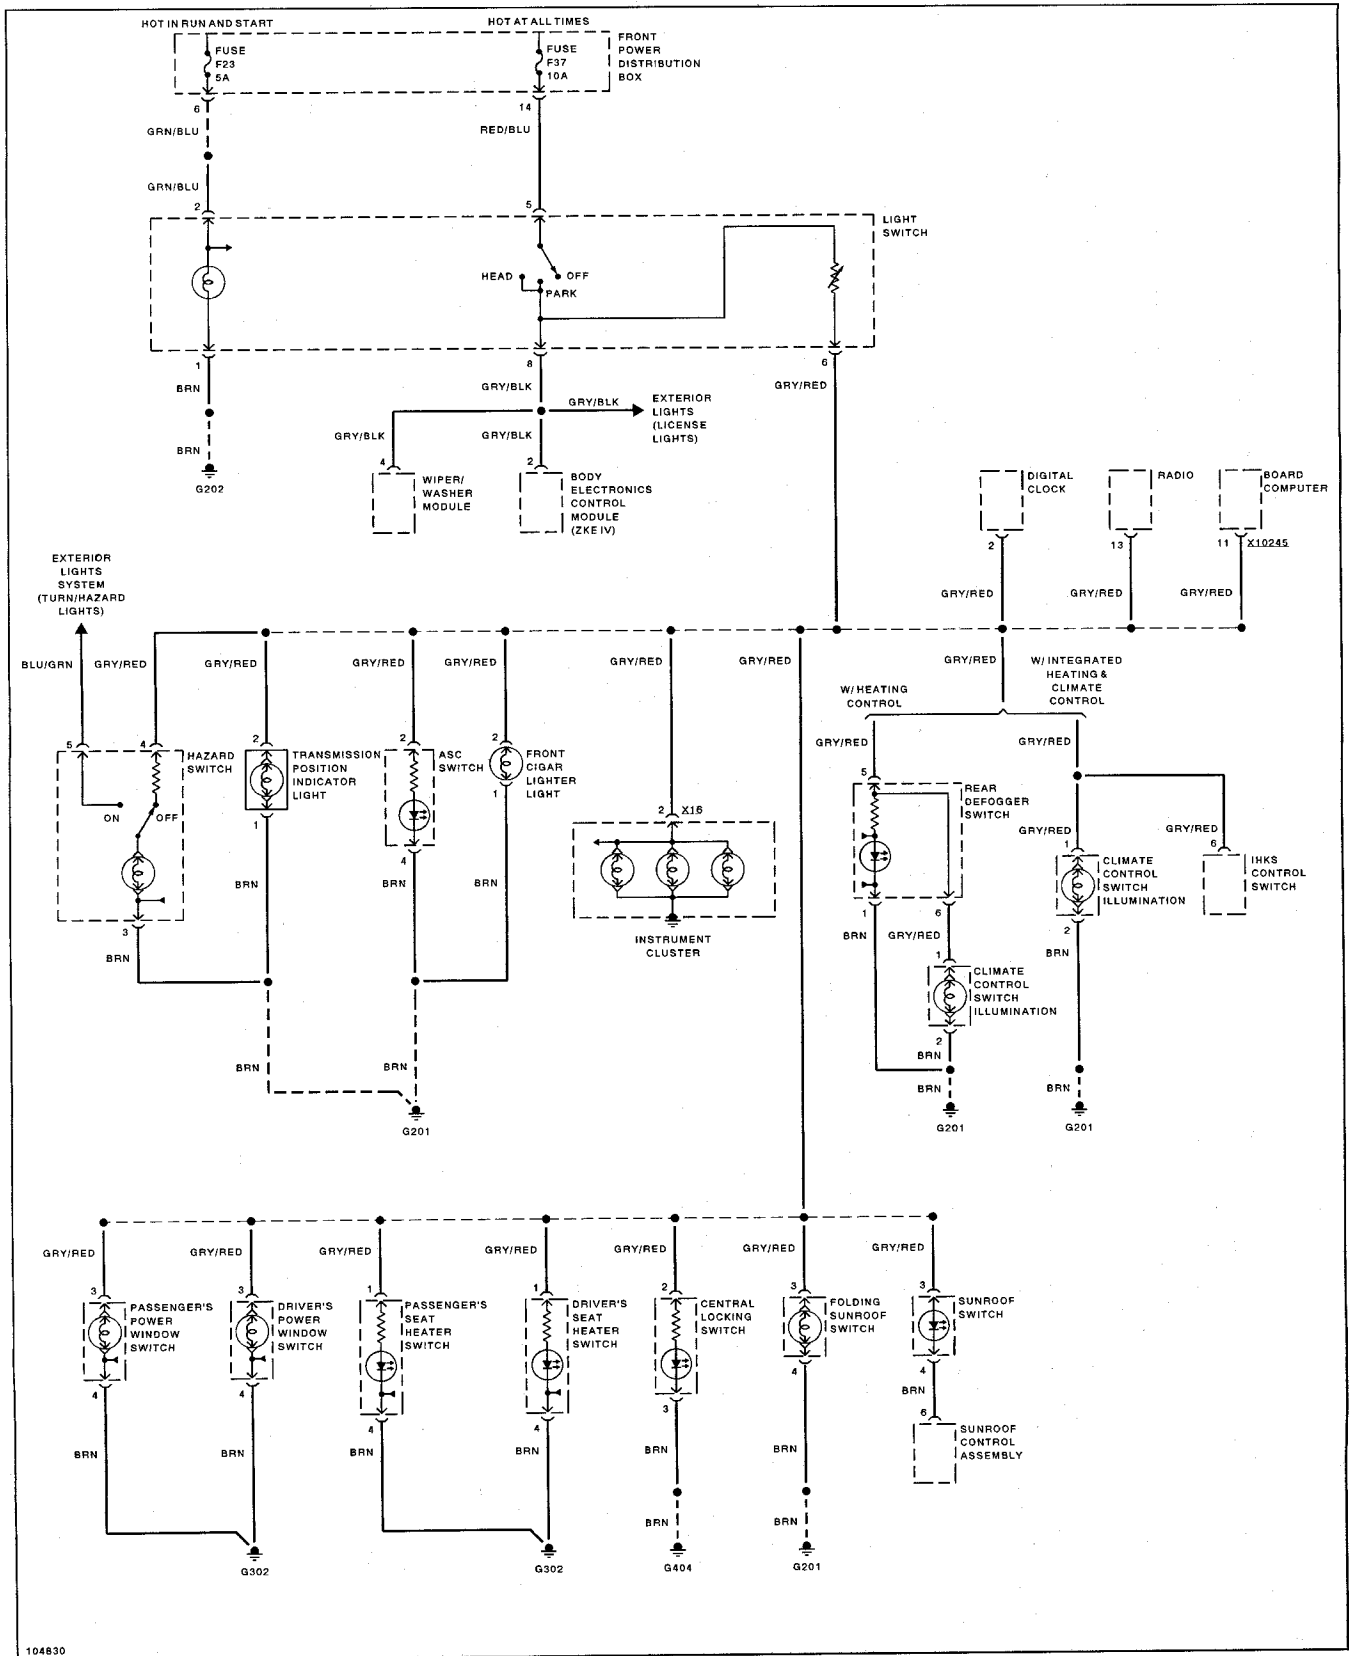 HOT IN RUN AND START
HOT AT ALL TIMES
FUSE
F23
5A
FUSE
F37
10A
FRONT
POWER
DISTRIBUTION
BOX
6
14
GRN/BLU
RED/BLU
GRN/BLU
2
5
LIGHT
SWITCH
HEAD
OFF
PARK
1
8
6
BRN
GRY/BLK
GRY/RED
GRY/BLK
EXTERIOR
LIGHTS
(LICENSE
LIGHTS)
GRY/BLK
GRY/BLK
BRN
4
2
G202
WIPER/
WASHER
MODULE
BODY
ELECTRONICS
CONTROL
MODULE
(ZKE IV)
DIGITAL
CLOCK
RADIO
BOARD
COMPUTER
2
13
11
X10245
GRY/RED
GRY/RED
GRY/RED
EXTERIOR
LIGHTS
SYSTEM
(TURN/HAZARD
LIGHTS)
BLU/GRN
GRY/RED
GRY/RED
GRY/RED
GRY/RED
GRY/RED
GRY/RED
GRY/RED
W/ INTEGRATED
HEATING &
CLIMATE
CONTROL
W/ HEATING
CONTROL
GRY/RED
GRY/RED
5
4
HAZARD
SWITCH
ON
OFF
3
BRN
2
TRANSMISSION
POSITION
INDICATOR
LIGHT
1
BRN
2
ASC
SWITCH
4
BRN
2
FRONT
CIGAR
LIGHTER
LIGHT
1
BRN
2
X16
INSTRUMENT
CLUSTER
5
REAR
DEFOGGER
SWITCH
1
6
BRN
GRY/RED
1
CLIMATE
CONTROL
SWITCH
ILLUMINATION
2
BRN
BRN
G201
GRY/RED
1
CLIMATE
CONTROL
SWITCH
ILLUMINATION
2
BRN
BRN
G201
GRY/RED
6
IHKS
CONTROL
SWITCH
BRN
BRN
G201
GRY/RED
GRY/RED
GRY/RED
GRY/RED
GRY/RED
GRY/RED
GRY/RED
3
PASSENGER'S
POWER
WINDOW
SWITCH
4
BRN
3
DRIVER'S
POWER
WINDOW
SWITCH
4
BRN
G302
1
PASSENGER'S
SEAT
HEATER
SWITCH
4
BRN
1
DRIVER'S
SEAT
HEATER
SWITCH
4
BRN
G302
2
CENTRAL
LOCKING
SWITCH
3
BRN
BRN
G404
3
FOLDING
SUNROOF
SWITCH
4
BRN
BRN
G201
3
SUNROOF
SWITCH
4
BRN
6
SUNROOF
CONTROL
ASSEMBLY
104830